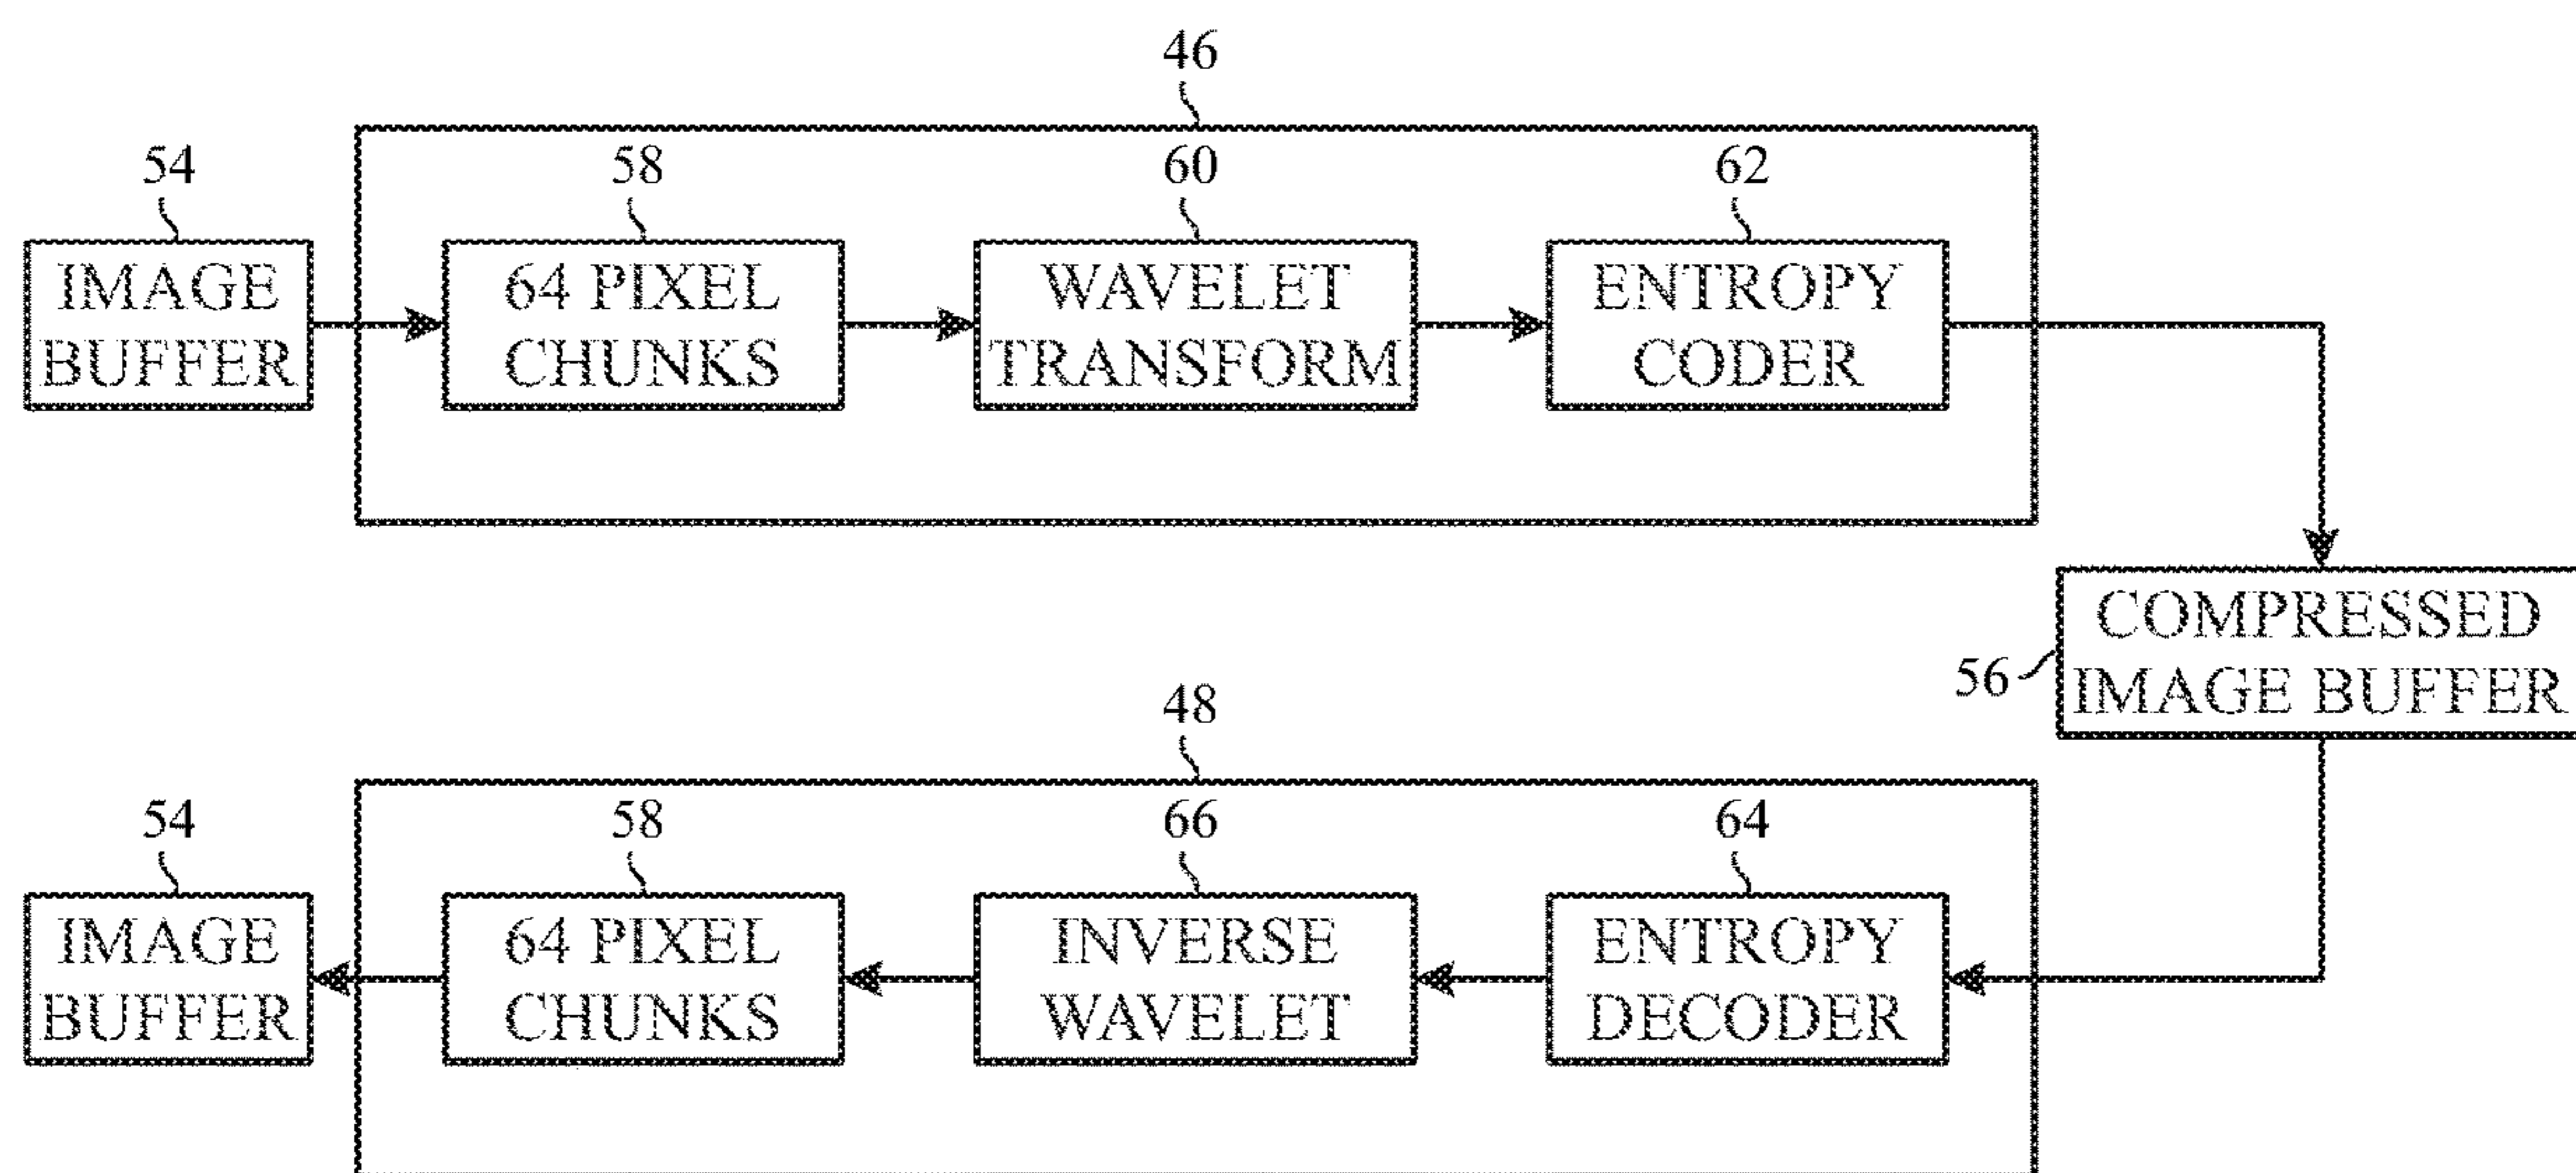 46
54
58
60
62
IMAGE
BUFFER
64 PIXEL
CHUNKS
WAVELET
TRANSFORM
ENTROPY
CODER
COMPRESSED
IMAGE BUFFER
56
48
54
58
66
64
IMAGE
BUFFER
64 PIXEL
CHUNKS
INVERSE
WAVELET
ENTROPY
DECODER